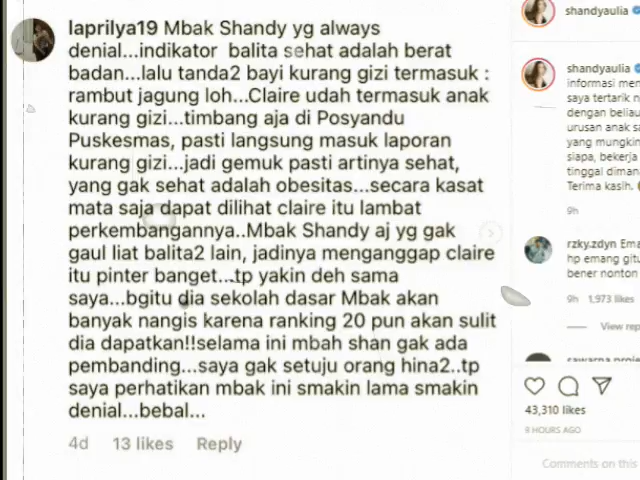 laprilya19 Mbak Shandy yg always
denial...indikator balita sehat adalah berat
badan...lalu tanda2 bayi kurang gizi termasuk :
rambut jagung loh...Claire udah termasuk anak
kurang gizi...timbang aja di Posyandu
Puskesmas, pasti langsung masuk laporan
kurang gizi...jadi gemuk pasti artinya sehat,
yang gak sehat adalah obesitas...secara kasat
mata saja dapat dilihat claire itu lambat
perkembangannya..Mbak Shandy aj yg gak
gaul liat balita2 lain, jadinya menganggap claire
itu pinter banget...tp yakin deh sama
saya...bgitu dia sekolah dasar Mbak akan
banyak nangis karena ranking 20 pun akan sulit
dia dapatkan!!selama ini mbah shan gak ada
pembanding...saya gak setuju orang hina2..tp
saya perhatikan mbak ini smakin lama smakin
denial...bebal...
4d 13 likes Reply
shandyaulia
shandyaulia
informasi men
saya tertarik n
dengan beliau
urusan anak sa
yang mungkin
siapa, bekerja
tinggal dimana
Terima kasih.
9h
rzky.zdyn Ema
hp emang gitu
bener nonton
9h 1,973 likes
View rep
43,310 likes
9 HOURS AGO
Comments on this